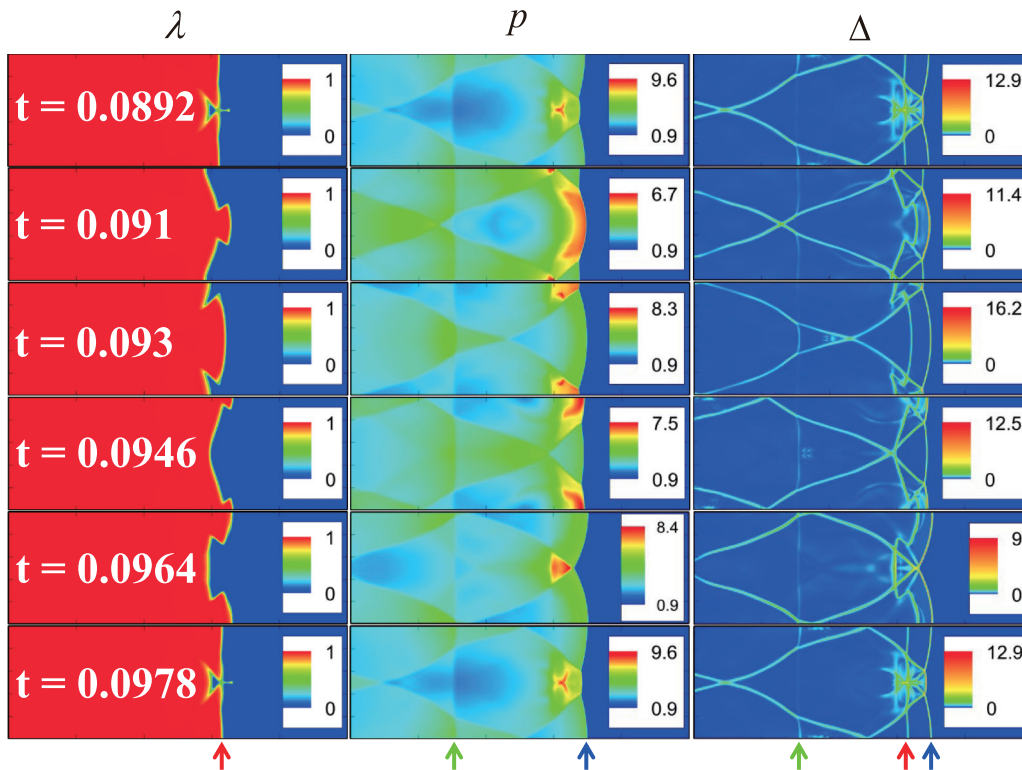 λ p Δ
t = 0.0892 1 0 9.6 0.9 12.9 0
t = 0.091 1 0 6.7 0.9 11.4 0
t = 0.093 1 0 8.3 0.9 16.2 0
t = 0.0946 1 0 7.5 0.9 12.5 0
t = 0.0964 1 0 8.4 0.9 9 0
t = 0.0978 1 0 9.6 0.9 12.9 0